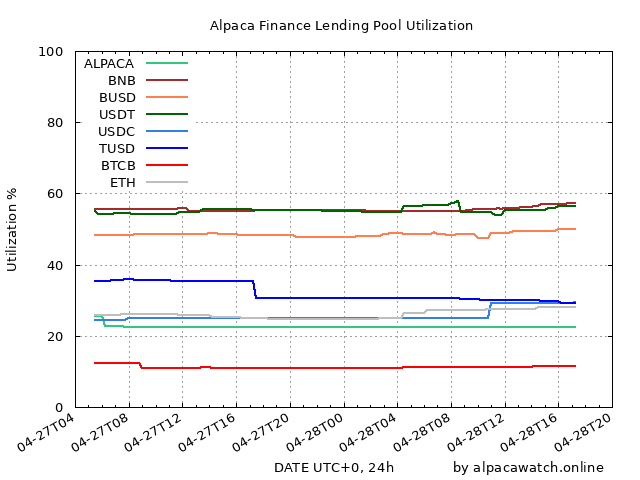 Alpaca Finance Lending Pool Utilization
Utilization %
100
80
60
40
20
0
ALPACA
BNB
BUSD
USDT
USDC
TUSD
BTCB
ETH
04-27T04
04-27T08
04-27T12
04-27T16
04-27T20
04-28T00
04-28T04
04-28T08
04-28T12
04-28T16
04-28T20
DATE UTC+0, 24h
by alpacawatch.online